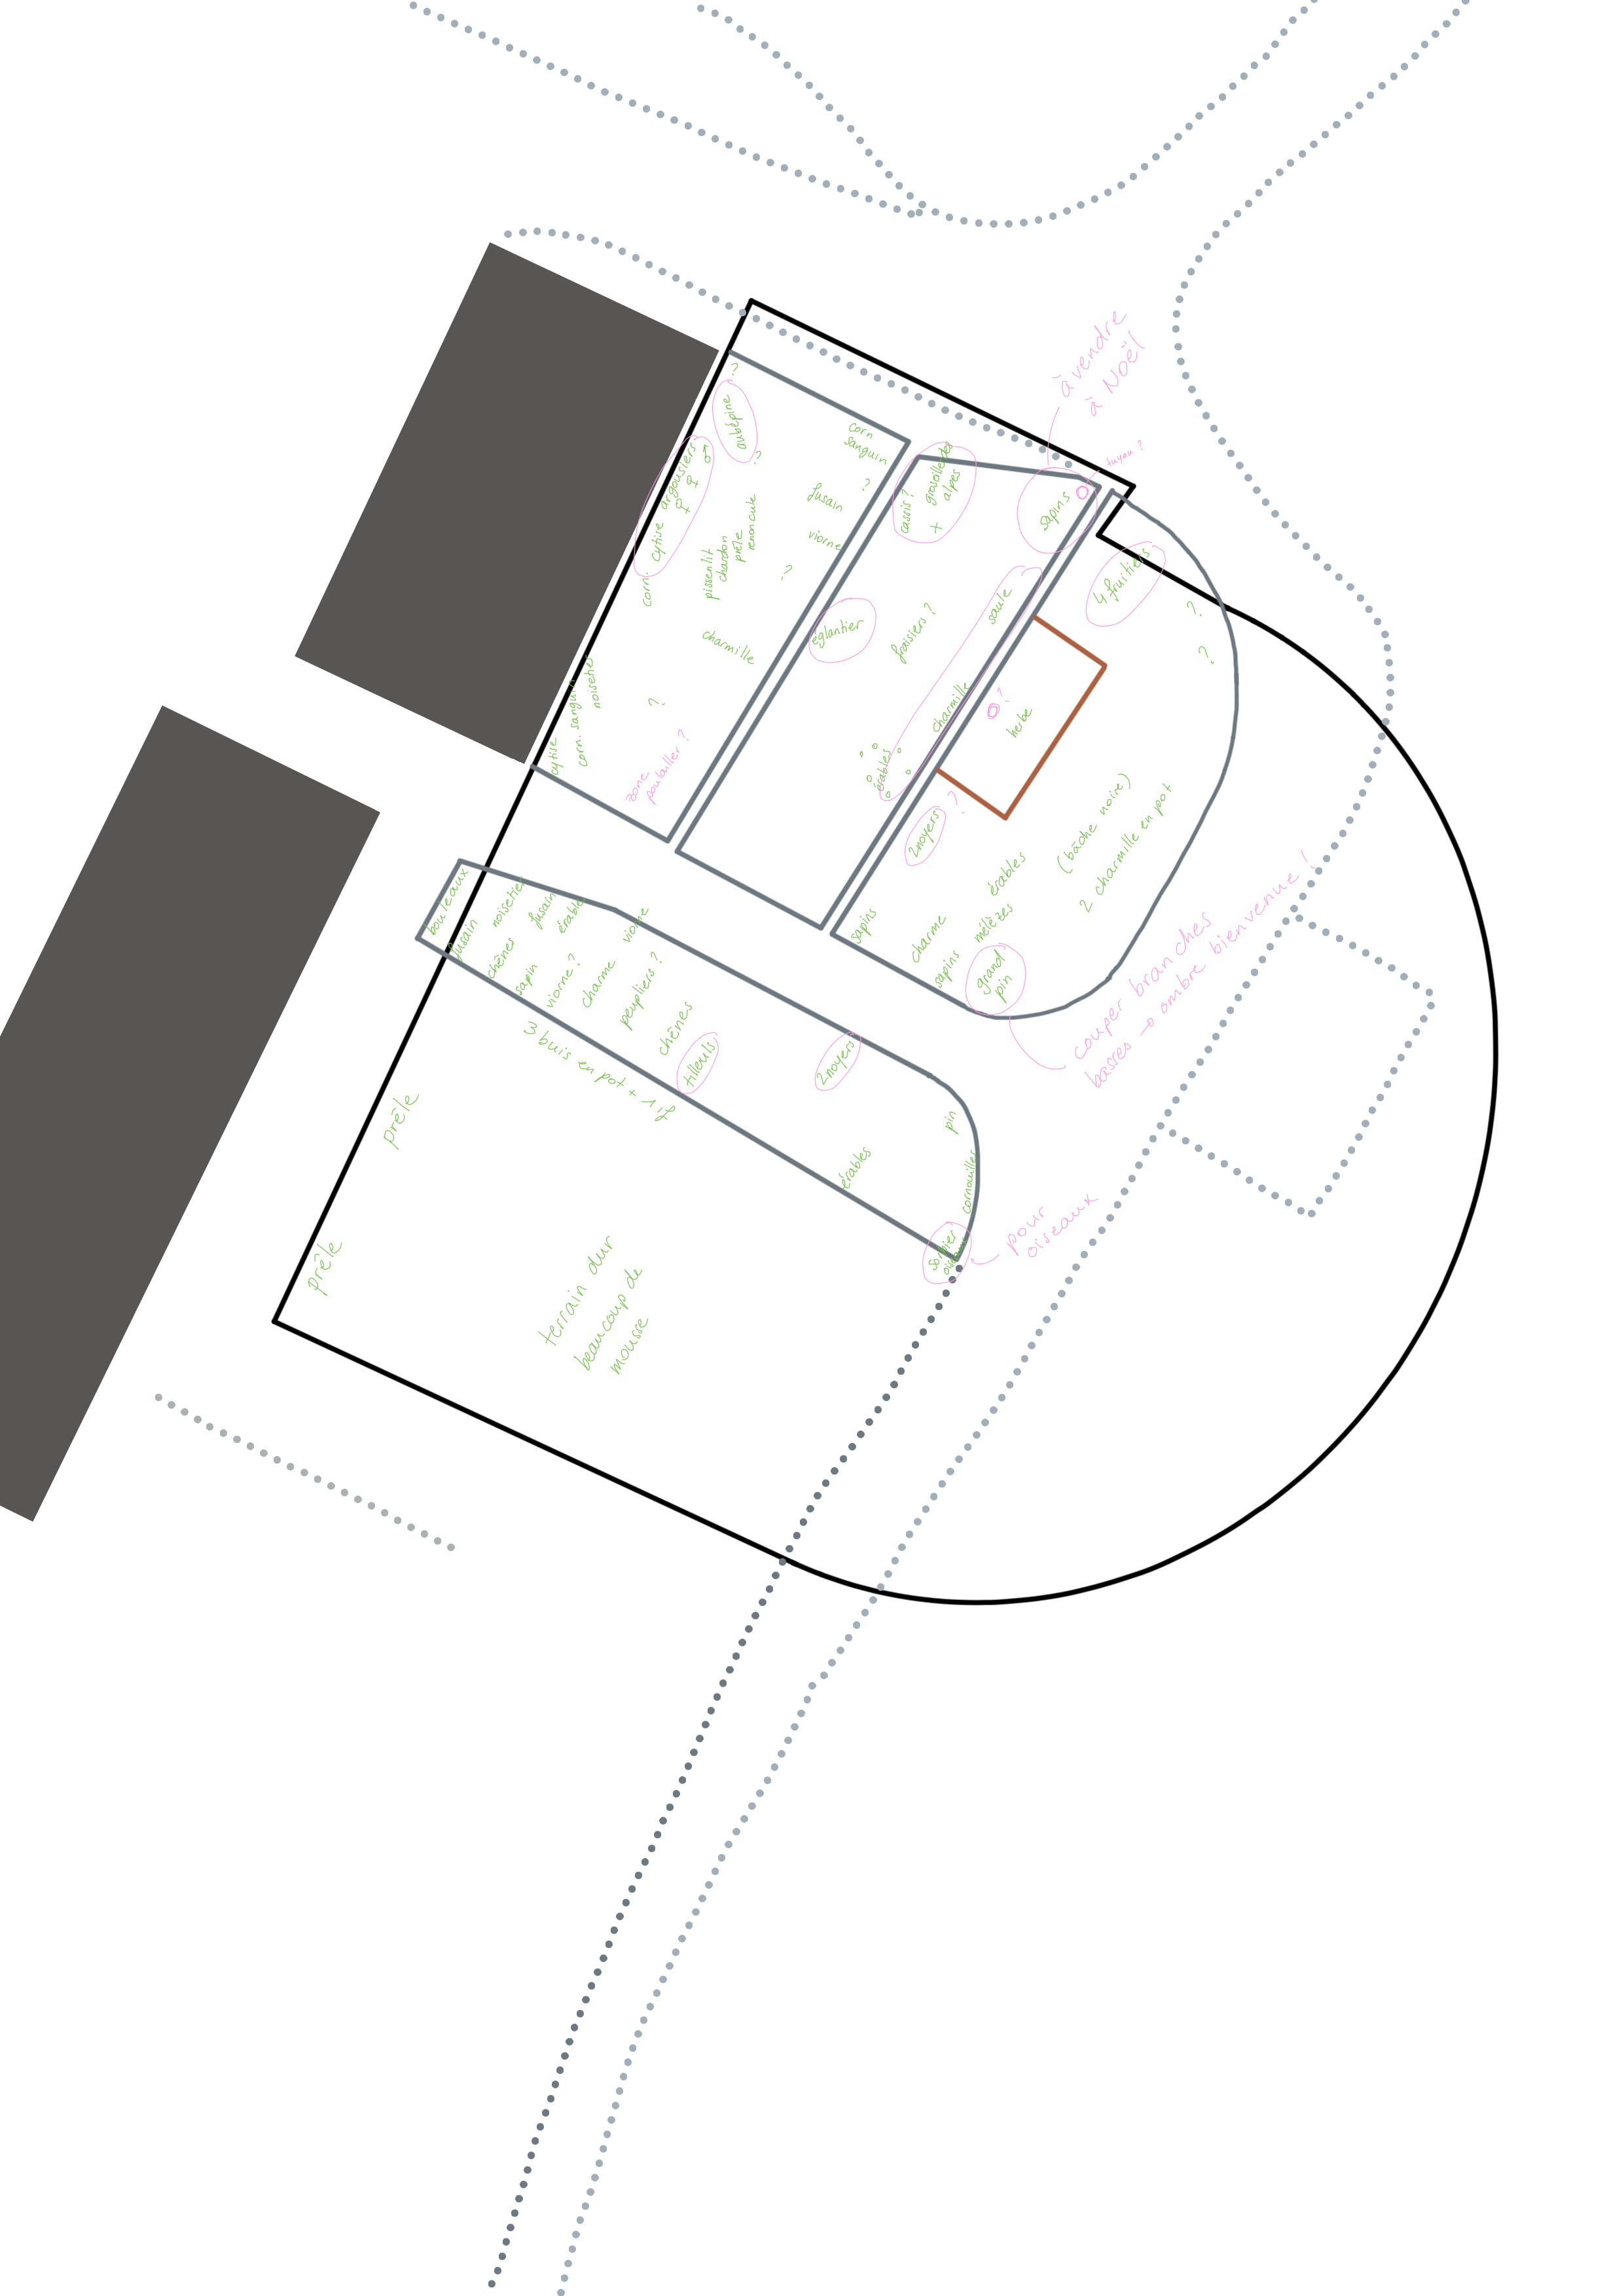 à vendre
à Noël
tuyau ?
?
aubépine
?
corn. cytise argousiers
corn
sanguin
?
fusain
viorne
?
pissenlit
chardon
prêle
renoncule
charmille
cytise
corn sanguin
noisetier
?
zone
poulailler ?
cassis ?
+
groseilles
alpes
sapins
églantier
fraisiers ?
saule
charmille
érables
4 fruitiers
?
?
?
herbe
2 noyers
?
(bâche noire)
2 charmille en pot
érables
sapins
charme
mélèzes
sapins
grand
pin
couper branches
basses → ombre bienvenue !
bouleaux
fusain
noisetier
chênes
fusain
érable
sapin
viorne ?
viorne
charme
peupliers ?
chênes
tilleuls
3 buis en pot + 1 if
2 noyers
pin
érables
cornouiller
sorbier
pour
oiseaux
prêle
prêle
terrain dur
beaucoup de
mousse